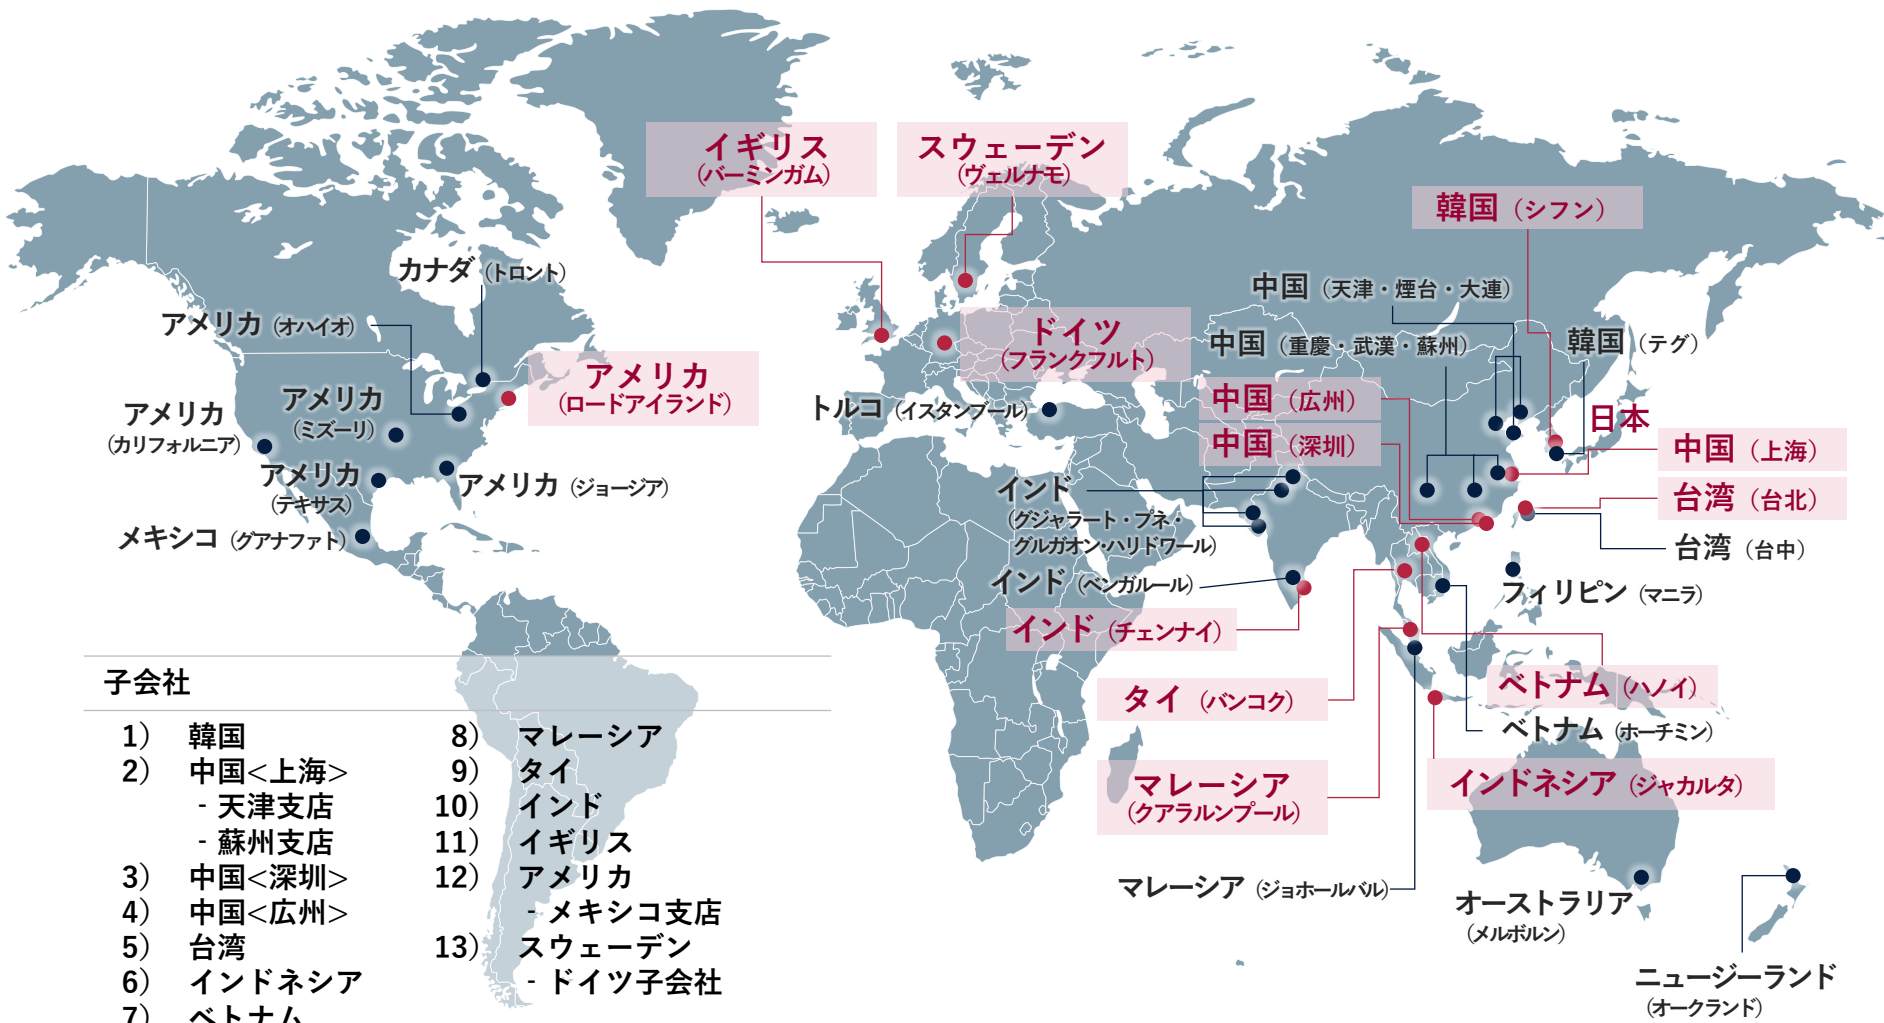 イギリス
(バーミンガム)
スウェーデン
(ヴェルナモ)
韓国（シフン）
カナダ（トロント）
中国（天津・煙台・大連）
アメリカ（オハイオ）
ドイツ
(フランクフルト)
中国（重慶・武漢・蘇州）
韓国（テグ）
アメリカ
(ロードアイランド)
アメリカ
(ミズーリ)
アメリカ
(カリフォルニア)
トルコ（イスタンブール）
中国（広州）
日本
中国（深圳）
中国（上海）
アメリカ
(テキサス)
アメリカ（ジョージア）
インド
(グジャラート・プネ・
グルガオン・ハリドワール)
台湾（台北）
メキシコ（グアナファト）
台湾（台中）
インド（ベンガルール）
フィリピン（マニラ）
インド（チェンナイ）
タイ（バンコク）
ベトナム（ハノイ）
ベトナム（ホーチミン）
マレーシア
(クアラルンプール)
インドネシア（ジャカルタ）
マレーシア（ジョホールバル）
オーストラリア
(メルボルン)
ニュージーランド
(オークランド)
子会社
1） 韓国
2） 中国<上海>
- 天津支店
- 蘇州支店
3） 中国<深圳>
4） 中国<広州>
5） 台湾
6） インドネシア
7） ベトナム
8） マレーシア
9） タイ
10） インド
11） イギリス
12） アメリカ
- メキシコ支店
13） スウェーデン
- ドイツ子会社